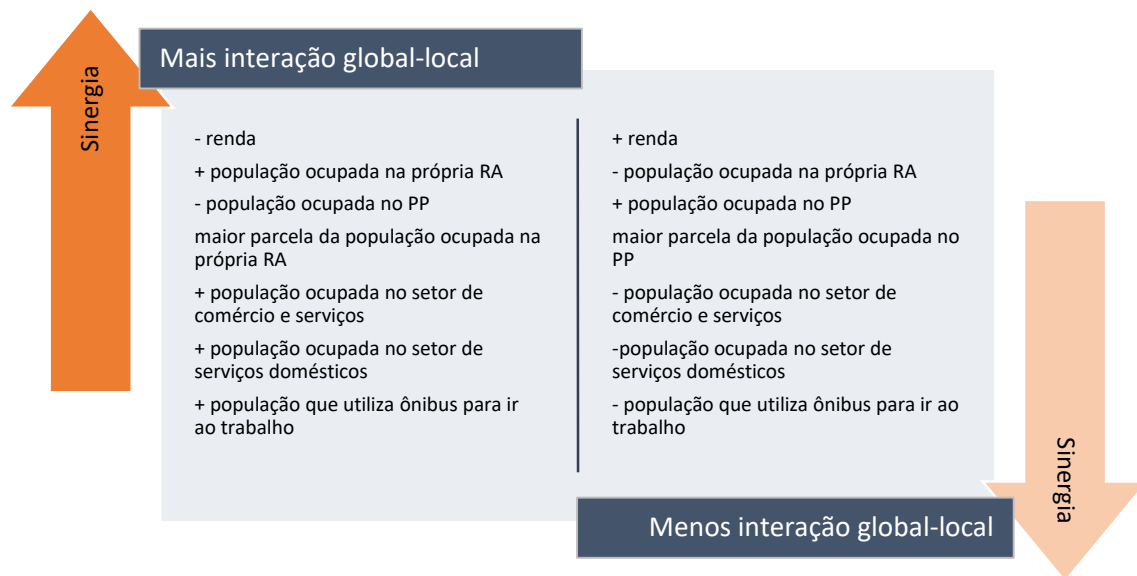 Sinergia
Mais interação global-local
- renda
+ população ocupada na própria RA
- população ocupada no PP
maior parcela da população ocupada na
própria RA
+ população ocupada no setor de
comércio e serviços
+ população ocupada no setor de
serviços domésticos
+ população que utiliza ônibus para ir
ao trabalho
+ renda
- população ocupada na própria RA
+ população ocupada no PP
maior parcela da população ocupada no
PP
- população ocupada no setor de
comércio e serviços
-população ocupada no setor de
serviços domésticos
- população que utiliza ônibus para ir ao
trabalho
Menos interação global-local
Sinergia